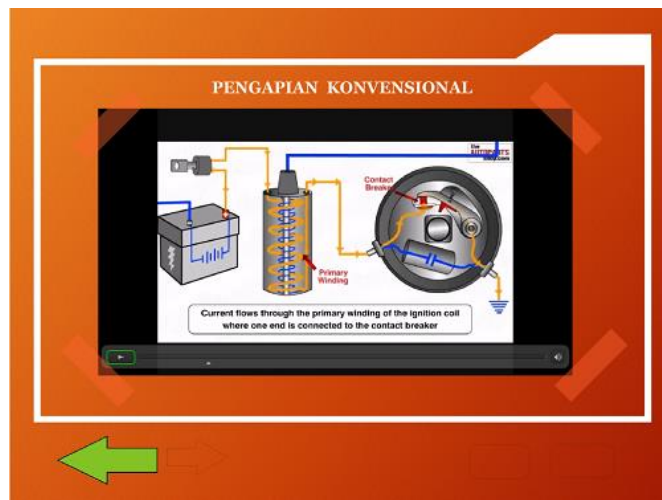 PENGAPIAN KONVENSIONAL
the
Contact
Breaker
Primary
Winding
Current flows through the primary winding of the ignition coil
where one end is connected to the contact breaker